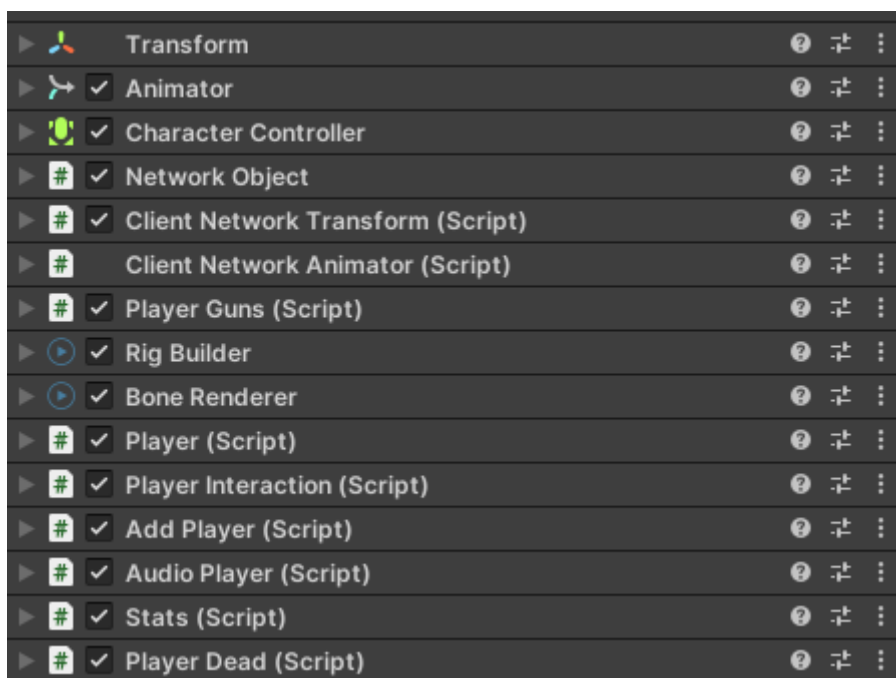 Transform
Animator
Character Controller
# Network Object
# Client Network Transform (Script)
# Client Network Animator (Script)
# Player Guns (Script)
Rig Builder
Bone Renderer
# Player (Script)
# Player Interaction (Script)
# Add Player (Script)
# Audio Player (Script)
# Stats (Script)
# Player Dead (Script)